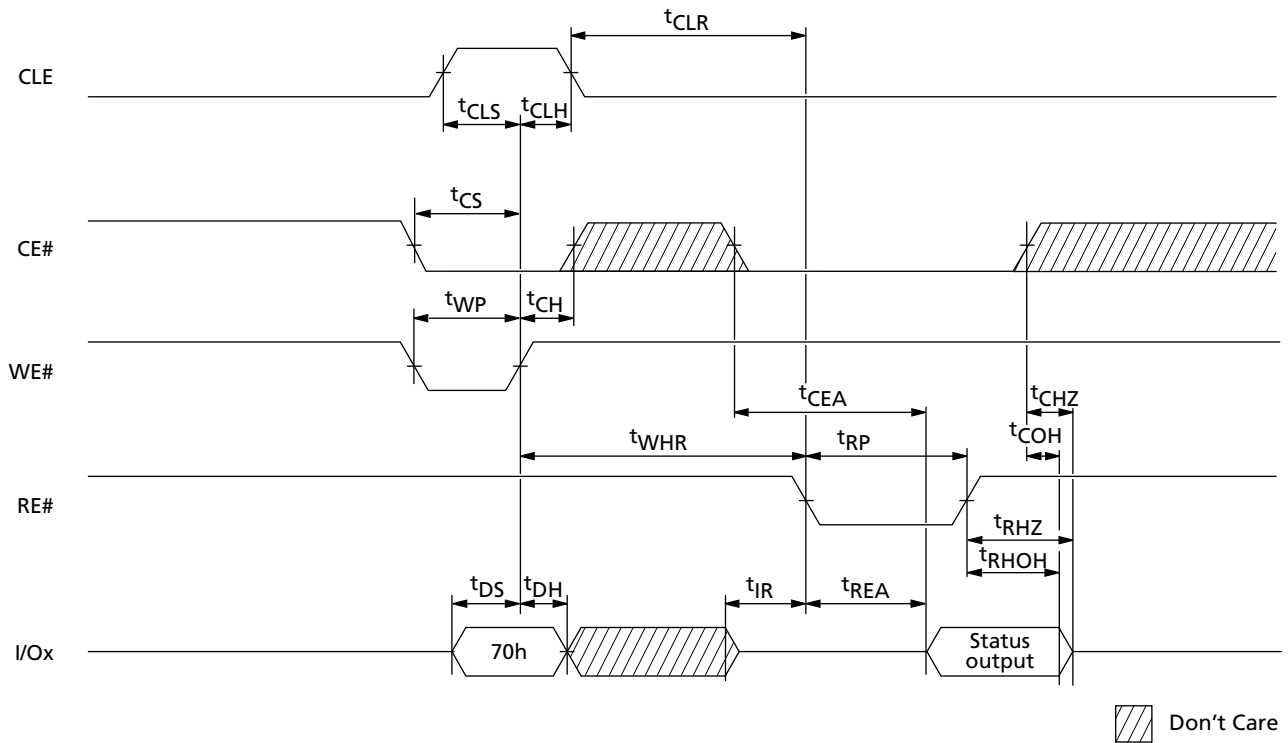 tCLR
CLE
tCLS
tCLH
tCS
CE#
tWP
tCH
WE#
tCEA
tCHZ
tCOH
tWHR
tRP
RE#
tRHZ
tRHOH
tDS
tDH
tIR
tREA
I/Ox
70h
Status
output
Don't Care